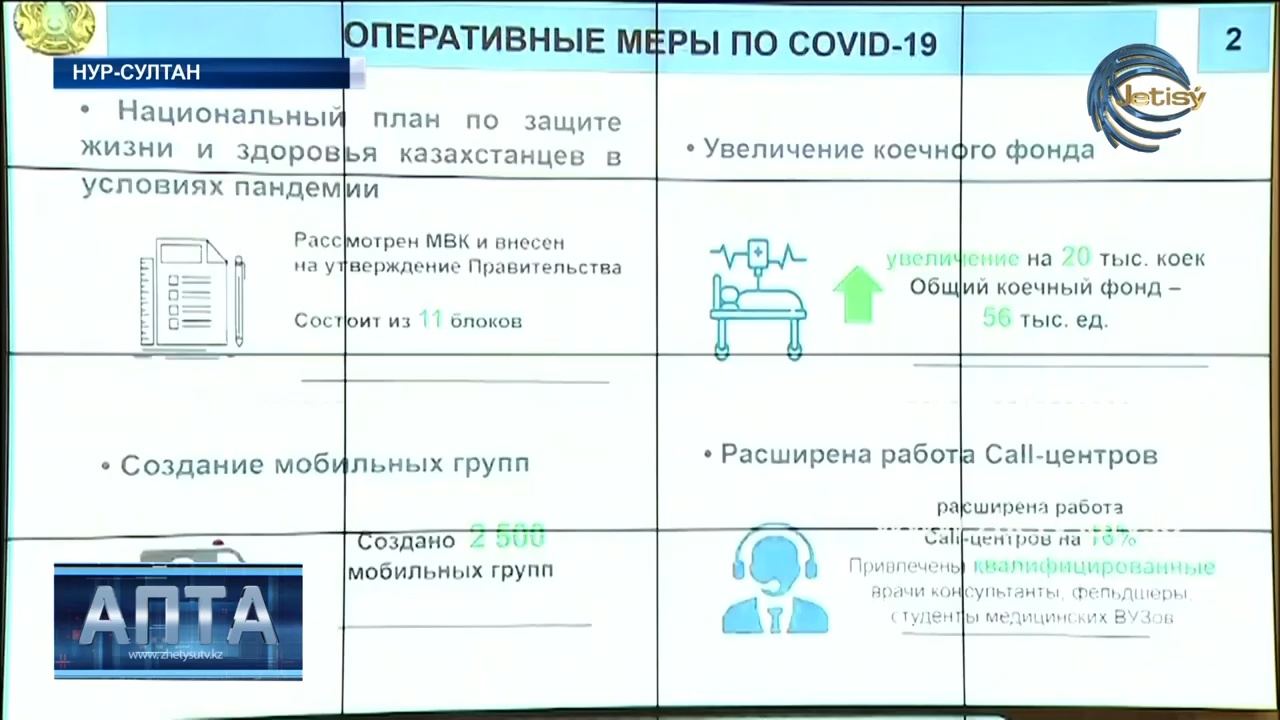 ОПЕРАТИВНЫЕ МЕРЫ ПО COVID-19
2
НУР-СУЛТАН
Jetisý
• Национальный план по защите
жизни и здоровья казахстанцев в
условиях пандемии
Рассмотрен МВК и внесен
на утверждение Правительства
Состоит из 11 блоков
• Увеличение коечного фонда
увеличение на 20 тыс. коек
Общий коечный фонд –
56 тыс. ед.
• Создание мобильных групп
Создано 2 500
мобильных групп
• Расширена работа Call-центров
расширена работа
Call-центров на
Привлечены квалифицированные
врачи консультанты, фельдшеры,
студенты медицинских ВУЗов
АПТА
www.zhetysutv.kz